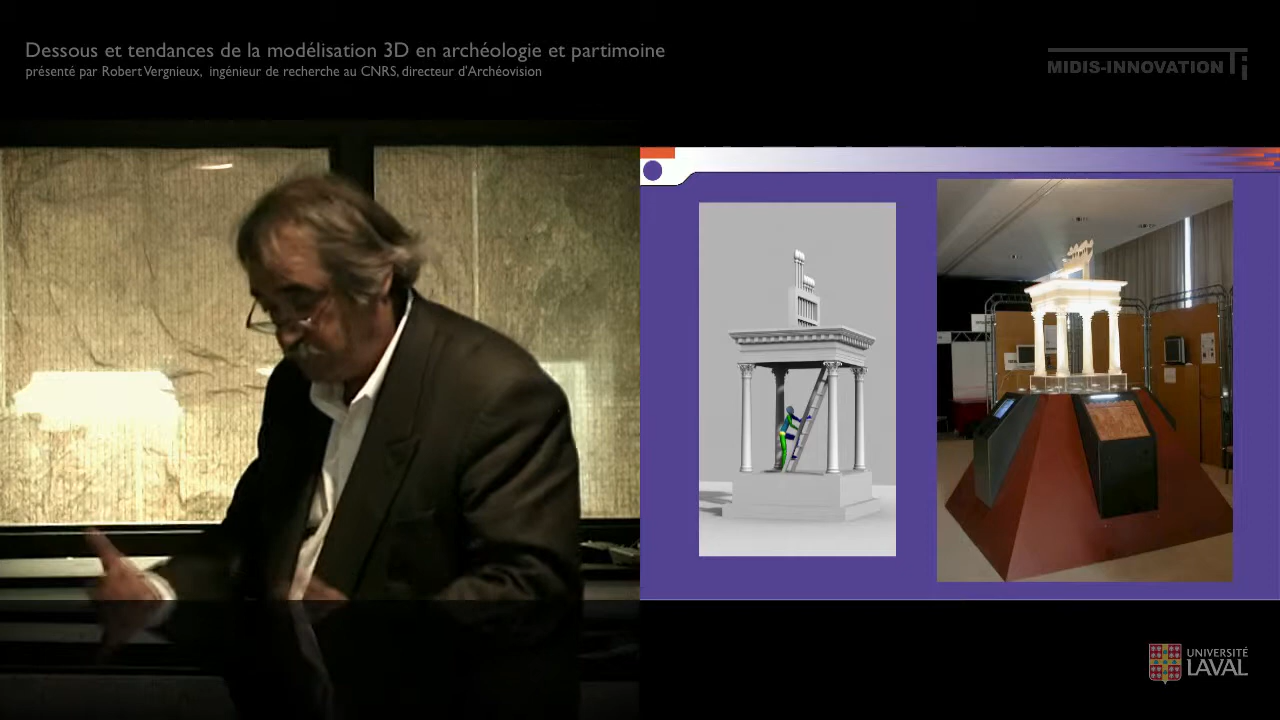 Dessous et tendances de la modélisation 3D en archéologie et partimoine
présenté par Robert Vergnieux, ingénieur de recherche au CNRS, directeur d'Archéovision
MIDIS-INNOVATION Ti
UNIVERSITÉ
LAVAL